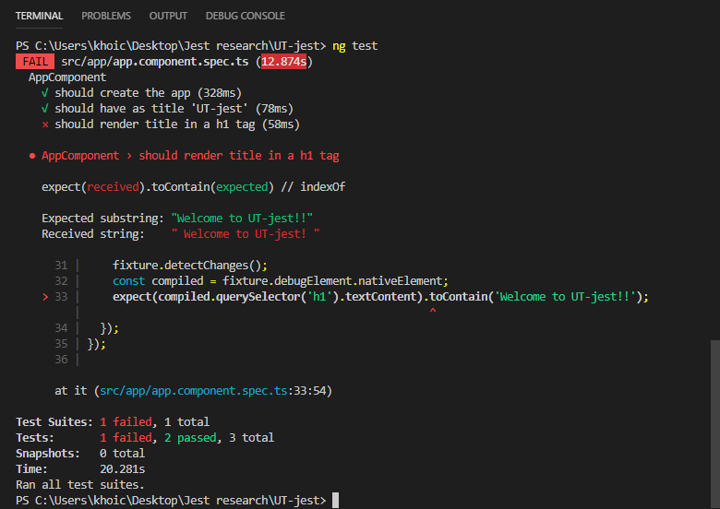 TERMINAL PROBLEMS OUTPUT DEBUG CONSOLE
PS C:\Users\khoic\Desktop\Jest research\UT-jest> ng test
FAIL src/app/app.component.spec.ts (12.874s)
AppComponent
√ should create the app (328ms)
√ should have as title 'UT-jest' (78ms)
× should render title in a h1 tag (58ms)
● AppComponent › should render title in a h1 tag
expect(received).toContain(expected) // indexOf
Expected substring: "Welcome to UT-jest!!"
Received string:    " Welcome to UT-jest! "
31 |     fixture.detectChanges();
32 |     const compiled = fixture.debugElement.nativeElement;
> 33 |     expect(compiled.querySelector('h1').textContent).toContain('Welcome to UT-jest!!');
|                                                      ^
34 |   });
35 | });
36 |
at it (src/app/app.component.spec.ts:33:54)
Test Suites: 1 failed, 1 total
Tests:       1 failed, 2 passed, 3 total
Snapshots:   0 total
Time:        20.281s
Ran all test suites.
PS C:\Users\khoic\Desktop\Jest research\UT-jest>